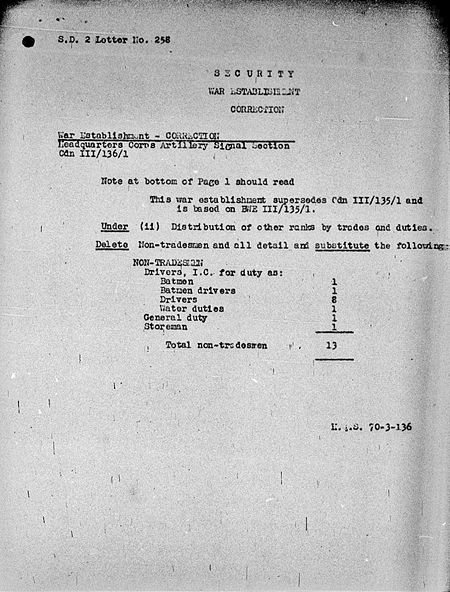 S.D. 2 Letter No. 258
SECURITY
WAR ESTABLISHMENT
CORRECTION
War Establishment - CORRECTION
Headquarters Corps Artillery Signal Section
Cdn III/136/1
Note at bottom of Page 1 should read
This war establishment supersedes Cdn III/135/1 and
is based on BWE III/135/1.
Under (ii) Distribution of other ranks by trades and duties.
Delete Non-tradesmen and all detail and substitute the following:
NON-TRADESMEN
Drivers, I.C. for duty as:
Batmen 1
Batmen drivers 1
Drivers 8
Water duties 1
General duty 1
Storeman 1
Total non-tradesmen 13
70-3-136